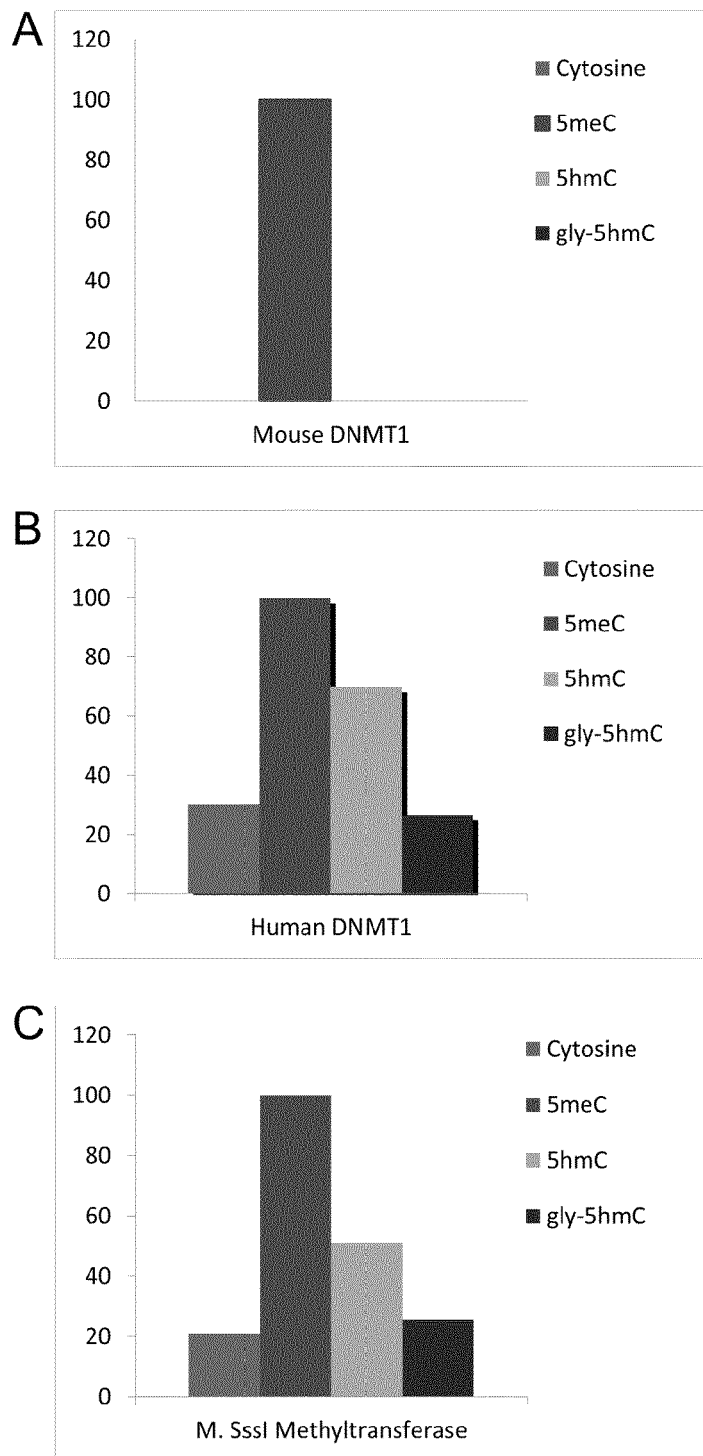 A
120
100
80
60
40
20
0
Cytosine
5meC
5hmC
gly-5hmC
Mouse DNMT1
B
120
100
80
60
40
20
0
Cytosine
5meC
5hmC
gly-5hmC
Human DNMT1
C
120
100
80
60
40
20
0
Cytosine
5meC
5hmC
gly-5hmC
M. SssI Methyltransferase